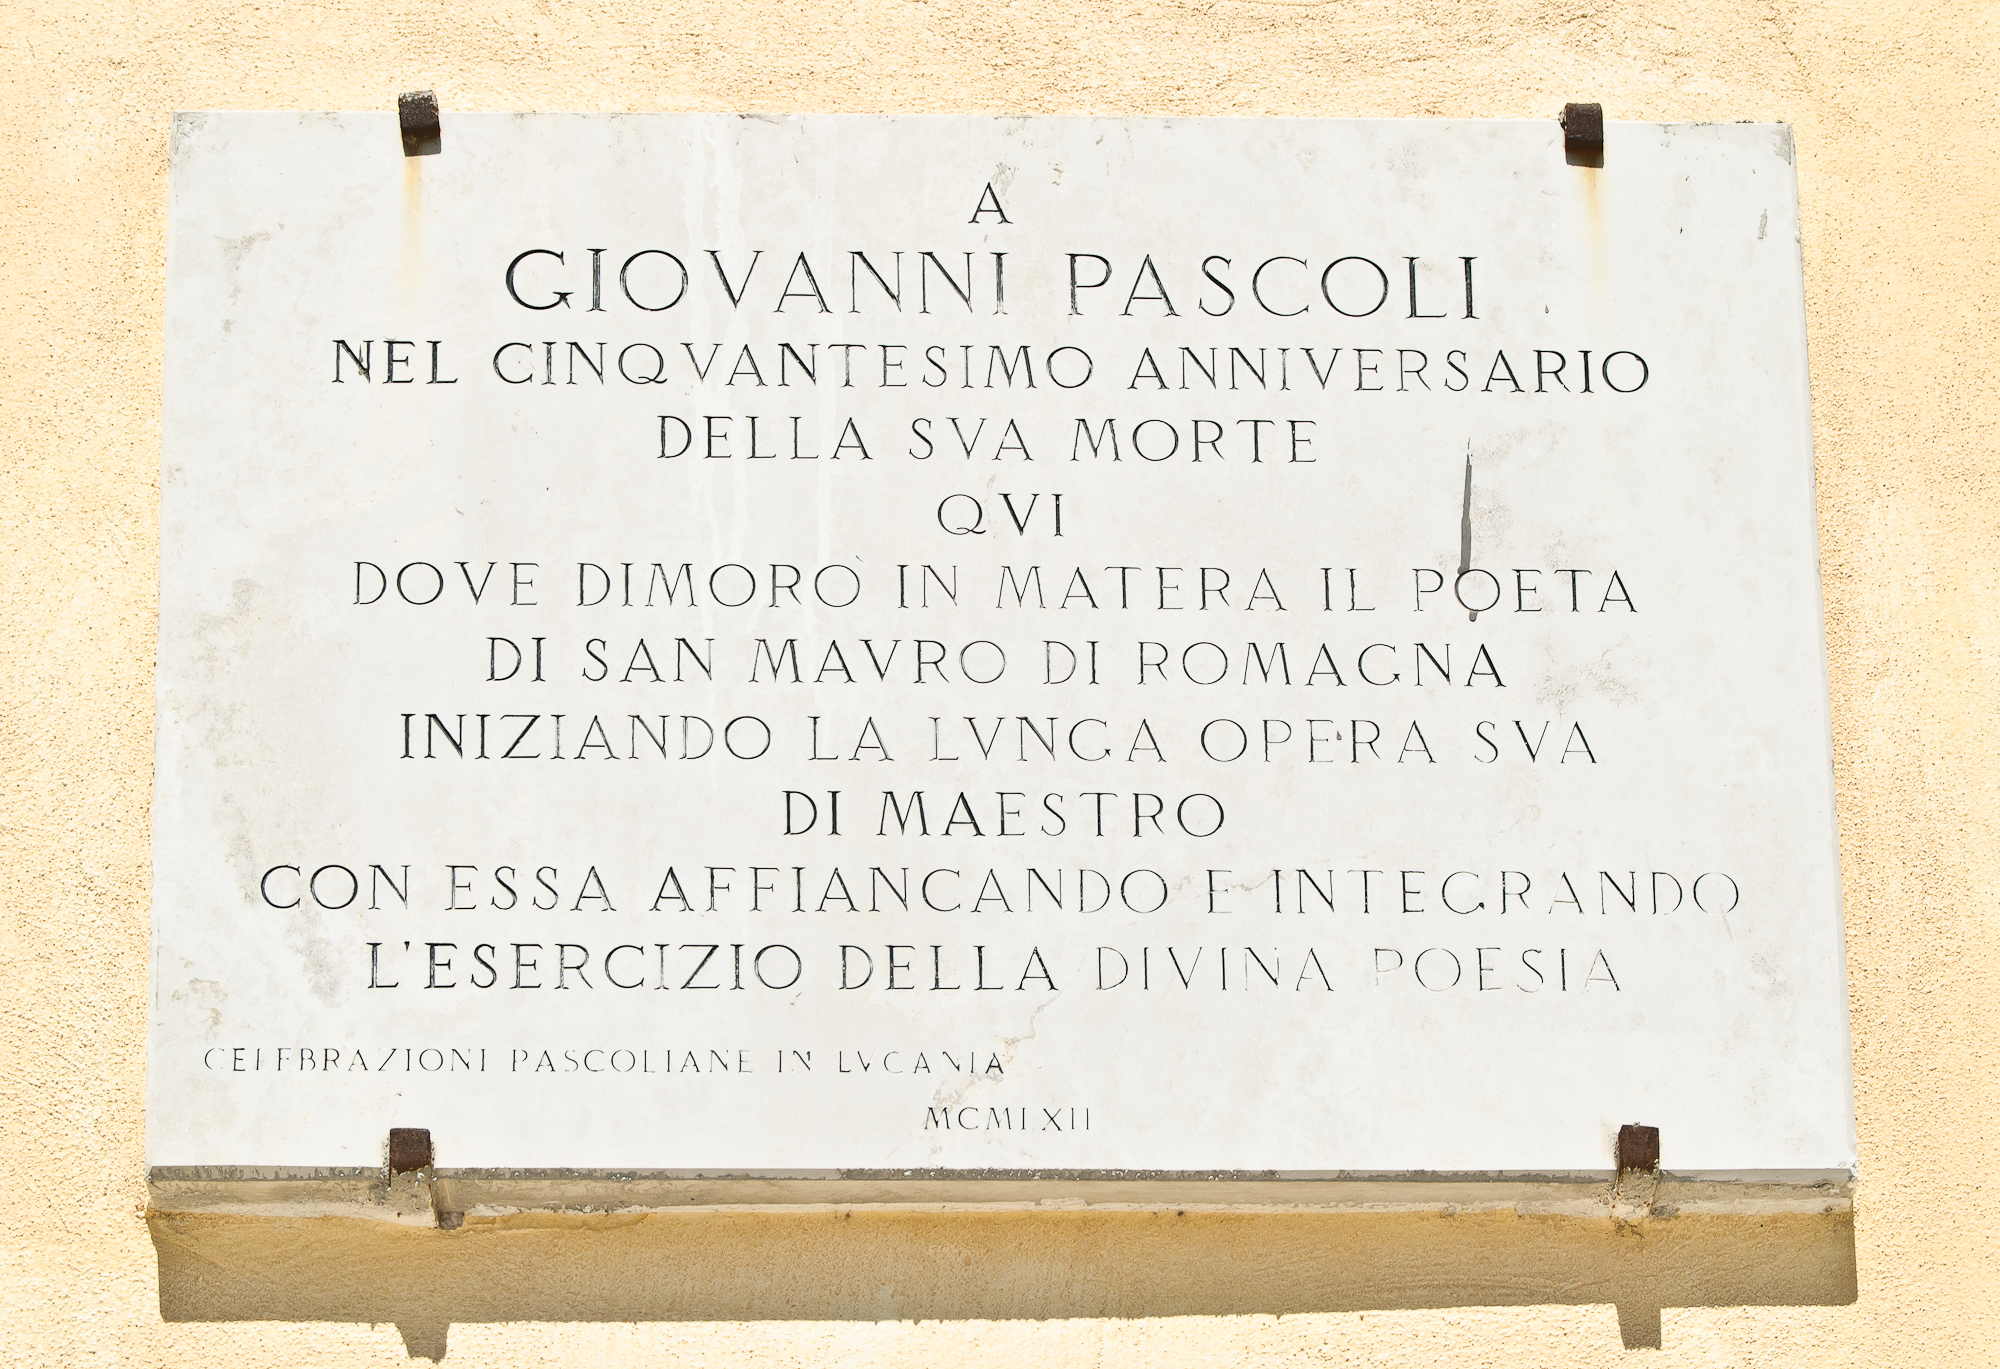 A
GIOVANNI PASCOLI
NEL CINQVANTESIMO ANNIVERSARIO
DELLA SVA MORTE
QVI
DOVE DIMORÒ IN MATERA IL POETA
DI SAN MAVRO DI ROMAGNA
INIZIANDO LA LVNGA OPERA SVA
DI MAESTRO
CON ESSA AFFIANCANDO E INTEGRANDO
L'ESERCIZIO DELLA DIVINA POESIA
CELEBRAZIONI PASCOLIANE IN LVCANIA
MCMLXII